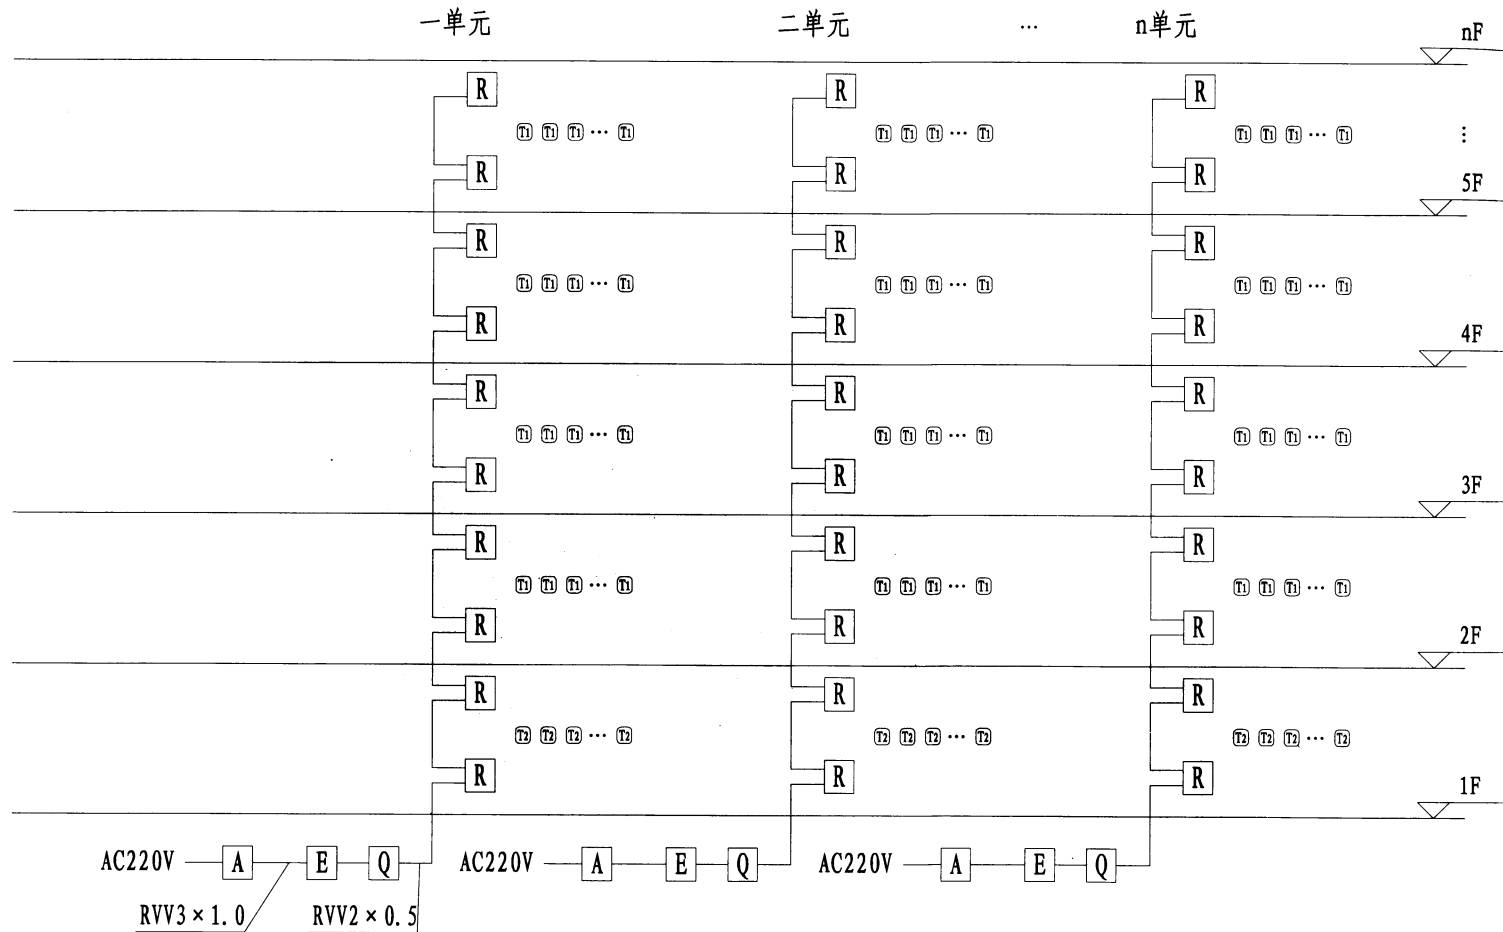 一单元 二单元 … n单元
nF
R R R
T1 T1 T1 … T1 T1 T1 T1 … T1 T1 T1 T1 … T1 ⋮
R R R
5F
R R R
T1 T1 T1 … T1 T1 T1 T1 … T1 T1 T1 T1 … T1
R R R
4F
R R R
T1 T1 T1 … T1 T1 T1 T1 … T1 T1 T1 T1 … T1
R R R
3F
R R R
T1 T1 T1 … T1 T1 T1 T1 … T1 T1 T1 T1 … T1
R R R
2F
R R R
T2 T2 T2 … T2 T2 T2 T2 … T2 T2 T2 T2 … T2
R R R
1F
AC220V A E Q AC220V A E Q AC220V A E Q
RVV3×1.0 RVV2×0.5